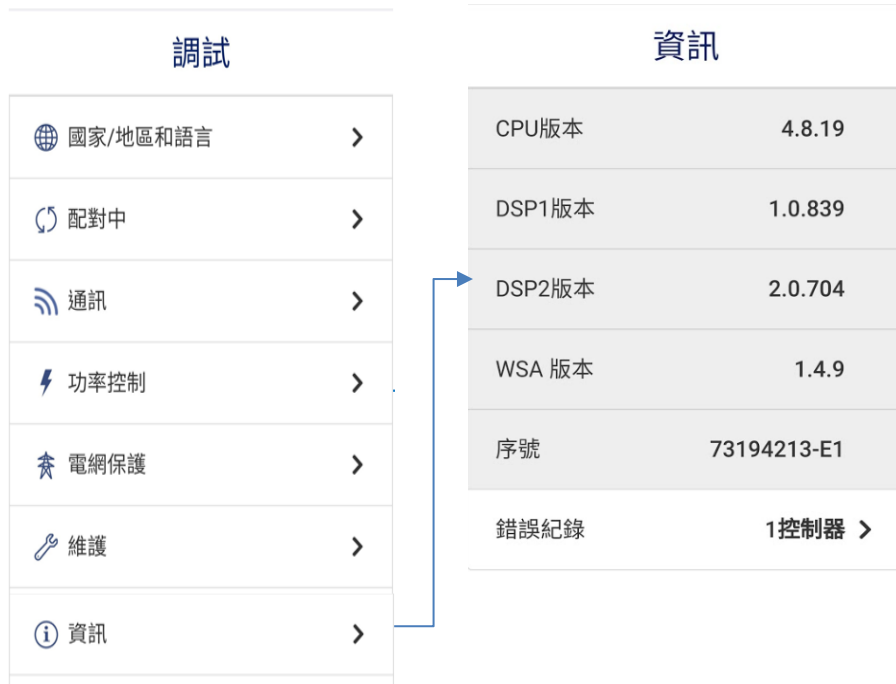 調試
國家/地區和語言
配對中
通訊
功率控制
電網保護
維護
資訊
資訊
CPU版本 4.8.19
DSP1版本 1.0.839
DSP2版本 2.0.704
WSA 版本 1.4.9
序號 73194213-E1
錯誤紀錄 1控制器